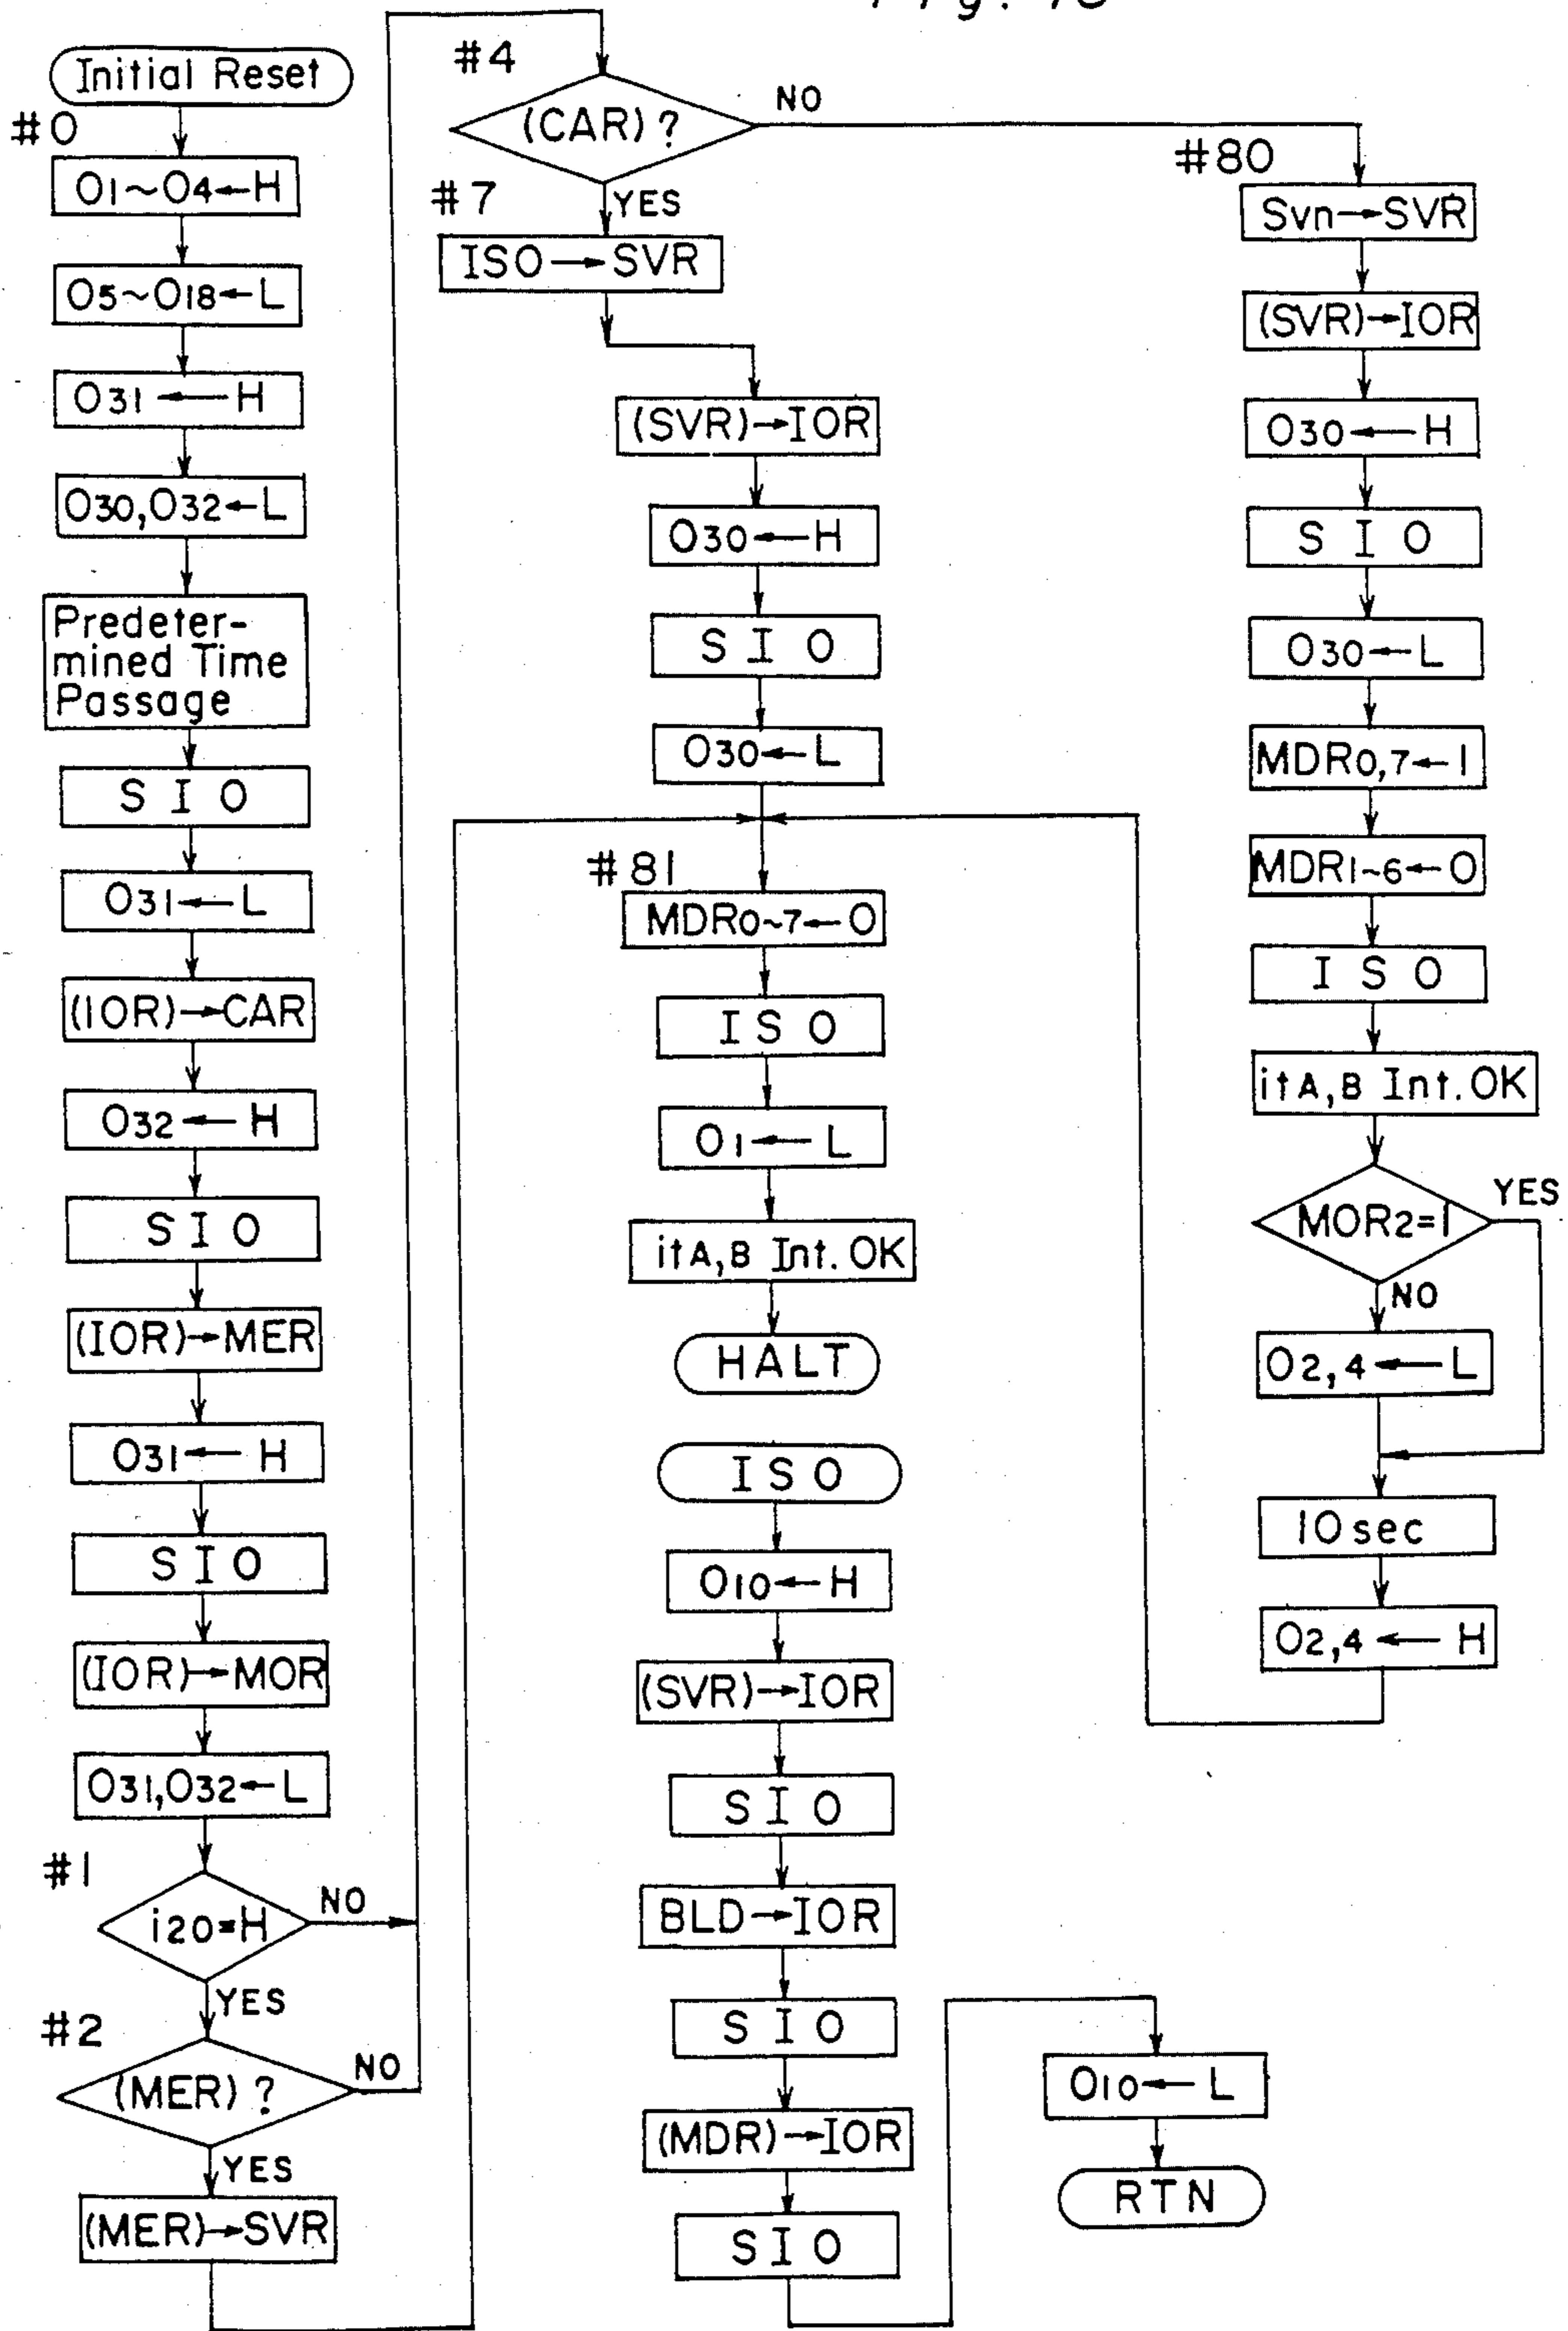 Initial Reset
#0
O1~O4←H
O5~O18←L
O31←H
O30,O32←L
Predeter-
mined Time
Passage
SIO
O31←L
(IOR)→CAR
O32←H
SIO
(IOR)→MER
O31←H
SIO
(IOR)→MOR
O31,O32←L
#1
i20=H
NO
YES
#2
(MER)?
NO
YES
(MER)→SVR
#4
(CAR)?
NO
#7
YES
ISO→SVR
(SVR)→IOR
O30←H
SIO
O30←L
#81
MDR0~7←O
ISO
O1←L
itA,B Int.OK
HALT
ISO
O10←H
(SVR)→IOR
SIO
BLD→IOR
SIO
(MDR)→IOR
SIO
O10←L
RTN
#80
Svn→SVR
(SVR)→IOR
O30←H
SIO
O30←L
MDR0,7←1
MDR1~6←O
ISO
itA,B Int.OK
MOR2=1
YES
NO
O2,4←L
10sec
O2,4←H